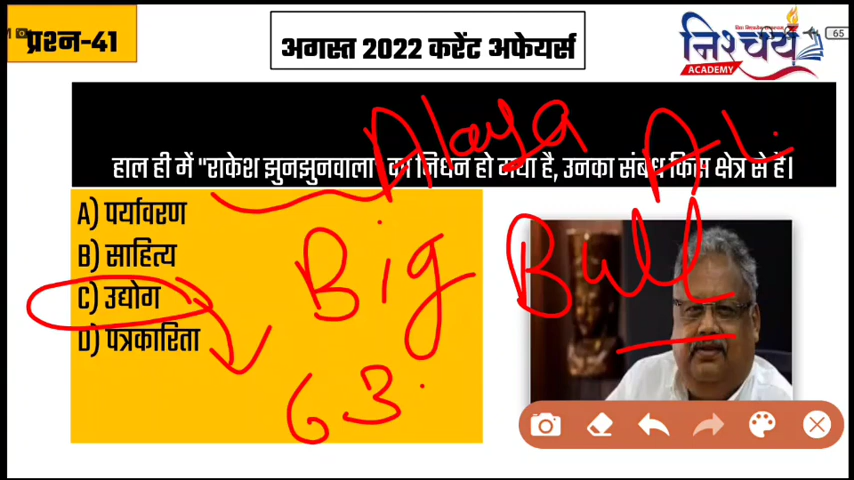 प्रश्न-41
अगस्त 2022 करेंट अफेयर्स
निश्चय
ACADEMY
65
हाल ही में "राकेश झुनझुनवाला" का निधन हो गया है, उनका संबंध किस क्षेत्र से है।
A) पर्यावरण
B) साहित्य
C) उद्योग
D) पत्रकारिता
Big Bull
63